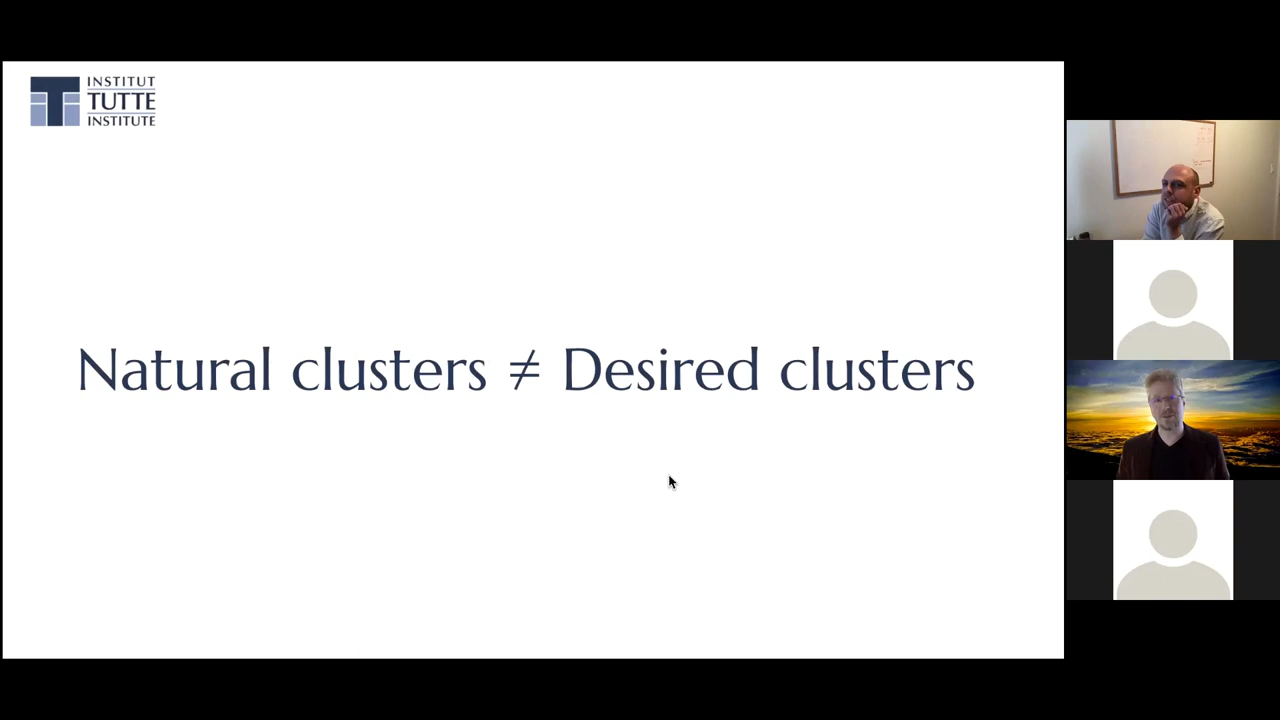 INSTITUT
TUTTE
INSTITUTE
Natural clusters ≠ Desired clusters